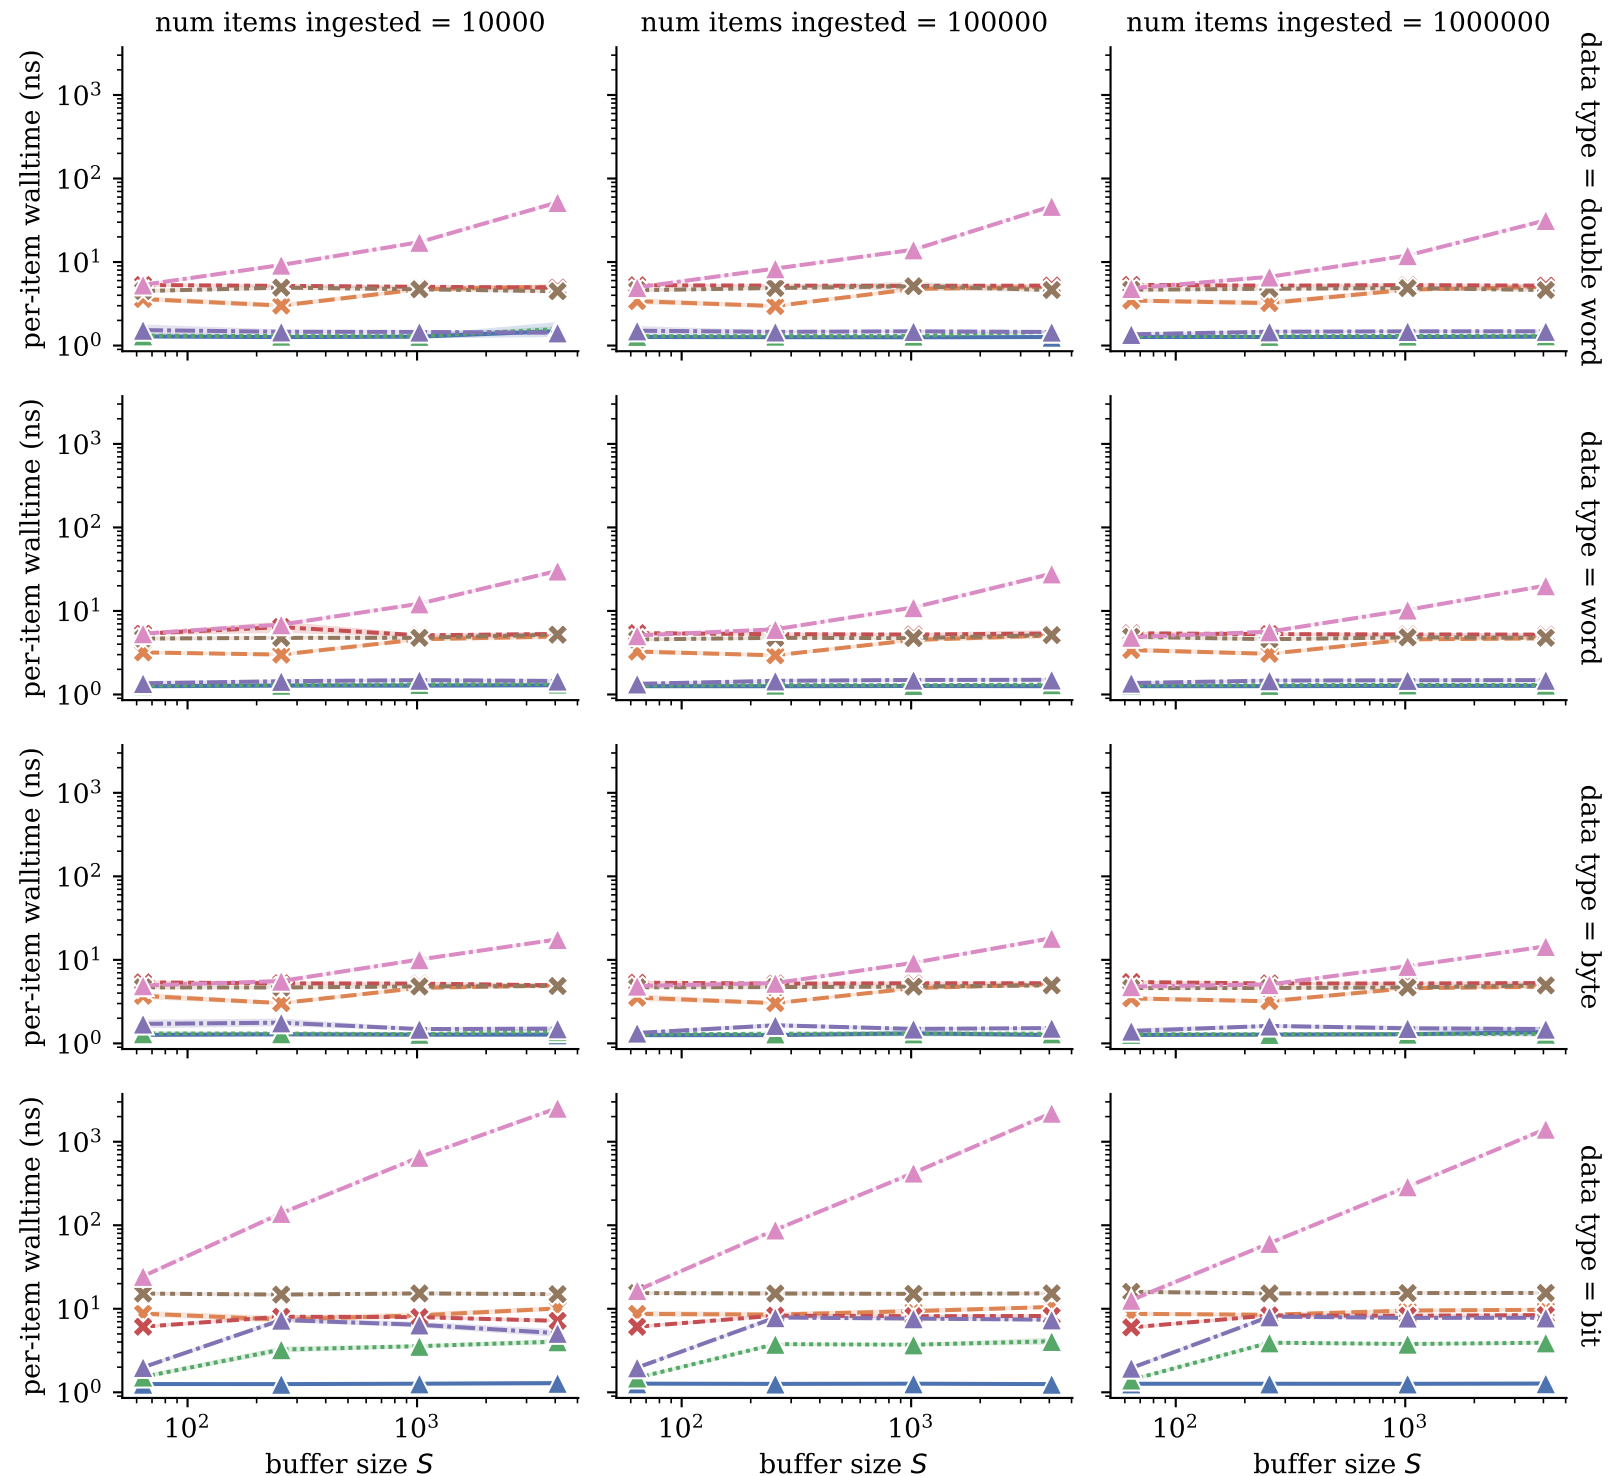 num items ingested = 10000
num items ingested = 100000
num items ingested = 1000000
per-item walltime (ns)
10³
10²
10¹
10⁰
data type = double word
per-item walltime (ns)
10³
10²
10¹
10⁰
data type = word
per-item walltime (ns)
10³
10²
10¹
10⁰
data type = byte
per-item walltime (ns)
10³
10²
10¹
10⁰
data type = bit
10² 10³
10² 10³
10² 10³
buffer size S
buffer size S
buffer size S